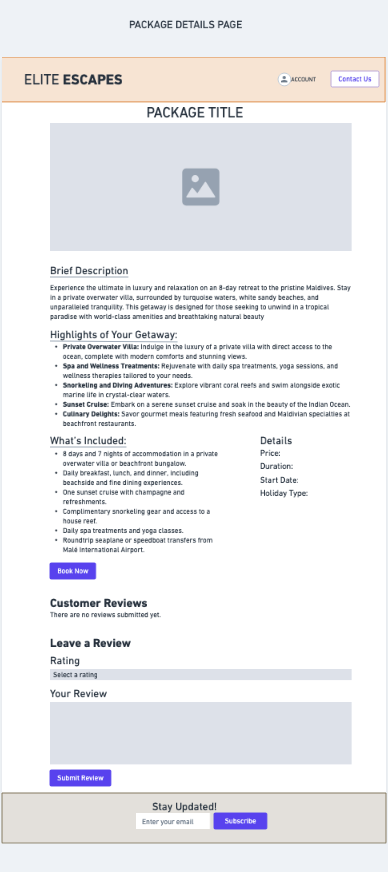 PACKAGE DETAILS PAGE
ELITE ESCAPES
ACCOUNT
Contact Us
PACKAGE TITLE
Brief Description
Experience the ultimate in luxury and relaxation on an 8-day retreat to the pristine Maldives. Stay
in a private overwater villa, surrounded by turquoise waters, white sandy beaches, and
unparalleled tranquility. This getaway is designed for those seeking to unwind in a tropical
paradise with world-class amenities and breathtaking natural beauty
Highlights of Your Getaway:
• Private Overwater Villa: Indulge in the luxury of a private villa with direct access to the
ocean, complete with modern comforts and stunning views.
• Spa and Wellness Treatments: Rejuvenate with daily spa treatments, yoga sessions, and
wellness therapies tailored to your needs.
• Snorkeling and Diving Adventures: Explore vibrant coral reefs and swim alongside exotic
marine life in crystal-clear waters.
• Sunset Cruise: Embark on a serene sunset cruise and soak in the beauty of the Indian Ocean.
• Culinary Delights: Savor gourmet meals featuring fresh seafood and Maldivian specialties at
beachfront restaurants.
What's Included:
• 8 days and 7 nights of accommodation in a private
overwater villa or beachfront bungalow.
• Daily breakfast, lunch, and dinner, including
beachside and fine dining experiences.
• One sunset cruise with champagne and
refreshments.
• Complimentary snorkeling gear and access to a
house reef.
• Daily spa treatments and yoga classes.
• Roundtrip seaplane or speedboat transfers from
Malé International Airport.
Details
Price:
Duration:
Start Date:
Holiday Type:
Book Now
Customer Reviews
There are no reviews submitted yet.
Leave a Review
Rating
Select a rating
Your Review
Submit Review
Stay Updated!
Enter your email
Subscribe